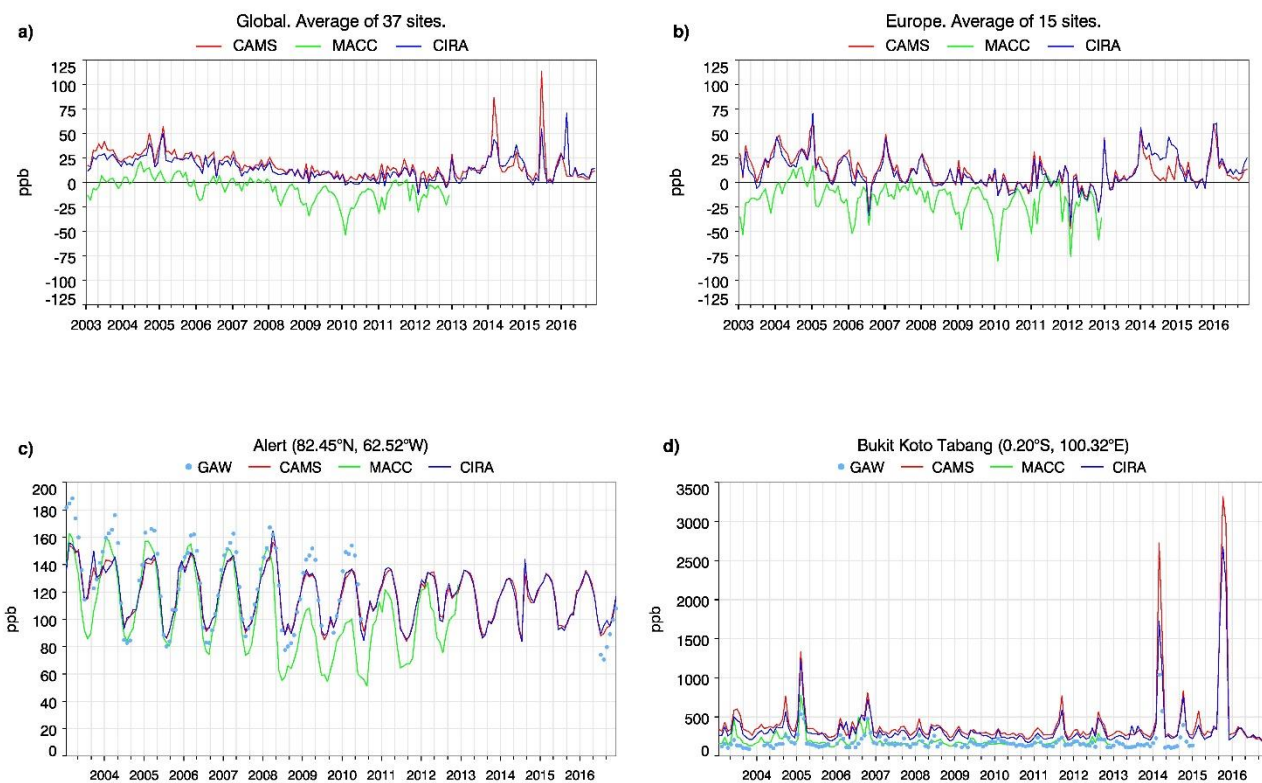 a)
Global. Average of 37 sites.
CAMS MACC CIRA
125
100
75
50
25
0
-25
-50
-75
-100
-125
ppb
2003 2004 2005 2006 2007 2008 2009 2010 2011 2012 2013 2014 2015 2016
b)
Europe. Average of 15 sites.
CAMS MACC CIRA
125
100
75
50
25
0
-25
-50
-75
-100
-125
ppb
2003 2004 2005 2006 2007 2008 2009 2010 2011 2012 2013 2014 2015 2016
c)
Alert (82.45°N, 62.52°W)
GAW CAMS MACC CIRA
200
180
160
140
120
100
80
60
40
20
0
ppb
2004 2005 2006 2007 2008 2009 2010 2011 2012 2013 2014 2015 2016
d)
Bukit Koto Tabang (0.20°S, 100.32°E)
GAW CAMS MACC CIRA
3500
3000
2500
2000
1500
1000
500
0
ppb
2004 2005 2006 2007 2008 2009 2010 2011 2012 2013 2014 2015 2016